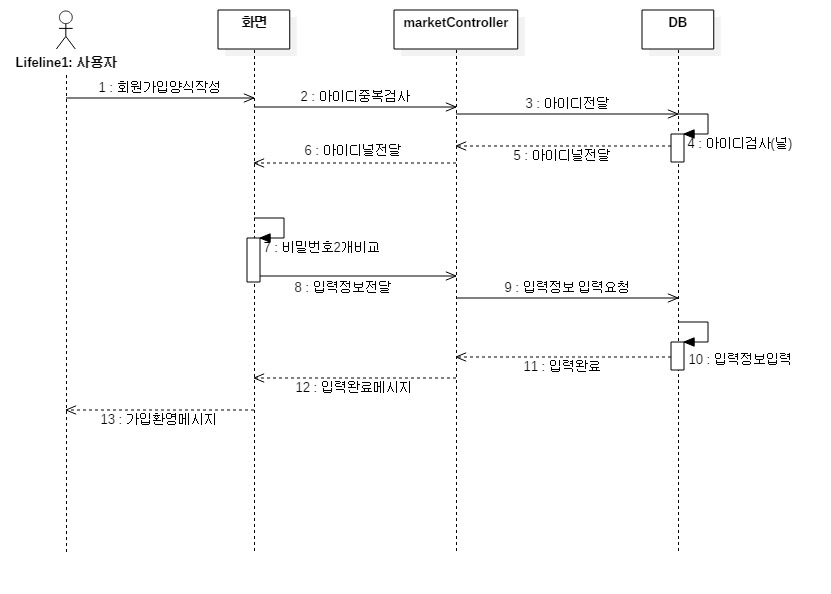 화면
marketController
DB
Lifeline1: 사용자
1 : 회원가입양식작성
2 : 아이디중복검사
3 : 아이디전달
4 : 아이디검사(널)
5 : 아이디널전달
6 : 아이디널전달
7 : 비밀번호2개비교
8 : 입력정보전달
9 : 입력정보 입력요청
10 : 입력정보입력
11 : 입력완료
12 : 입력완료메시지
13 : 가입환영메시지